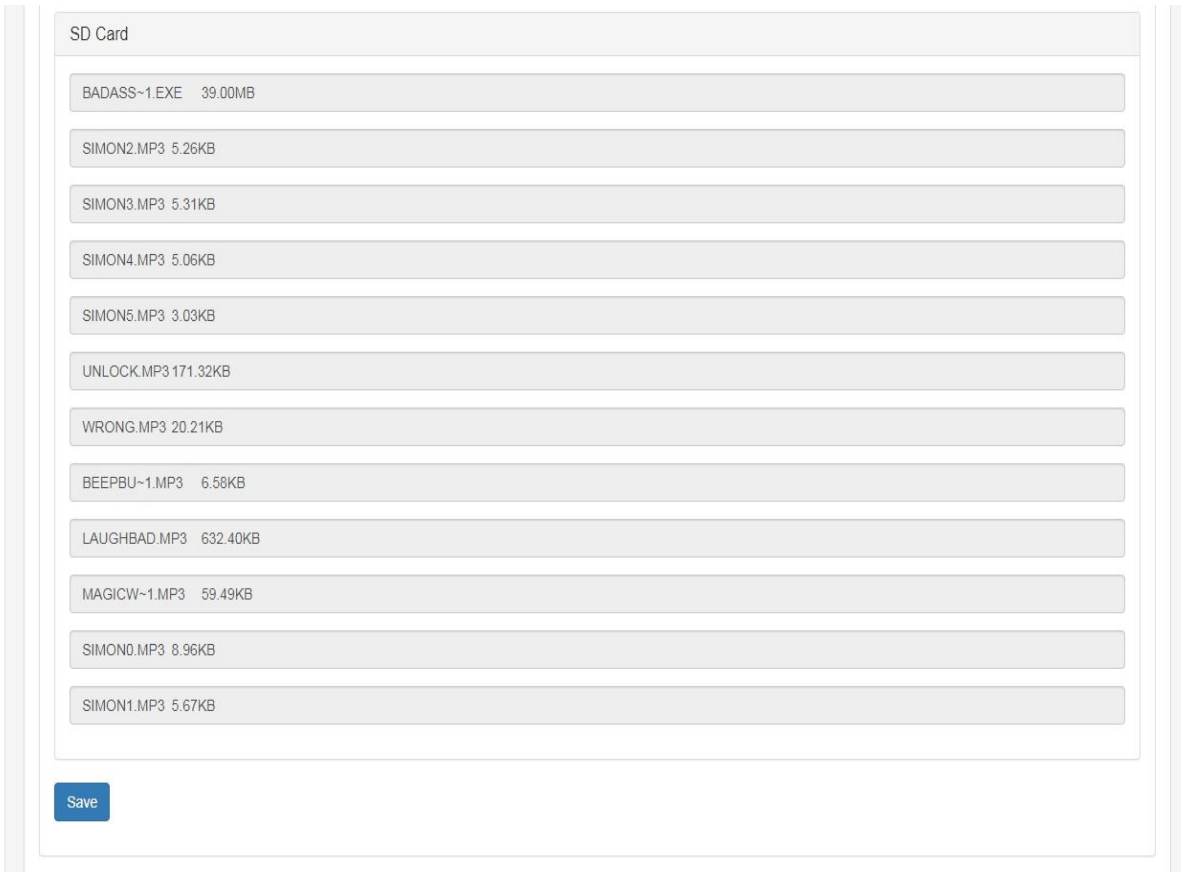 SD Card
BADASS~1.EXE 39.00MB
SIMON2.MP3 5.26KB
SIMON3.MP3 5.31KB
SIMON4.MP3 5.06KB
SIMON5.MP3 3.03KB
UNLOCK.MP3 171.32KB
WRONG.MP3 20.21KB
BEEPBU~1.MP3 6.58KB
LAUGHBAD.MP3 632.40KB
MAGICW~1.MP3 59.49KB
SIMON0.MP3 8.96KB
SIMON1.MP3 5.67KB
Save